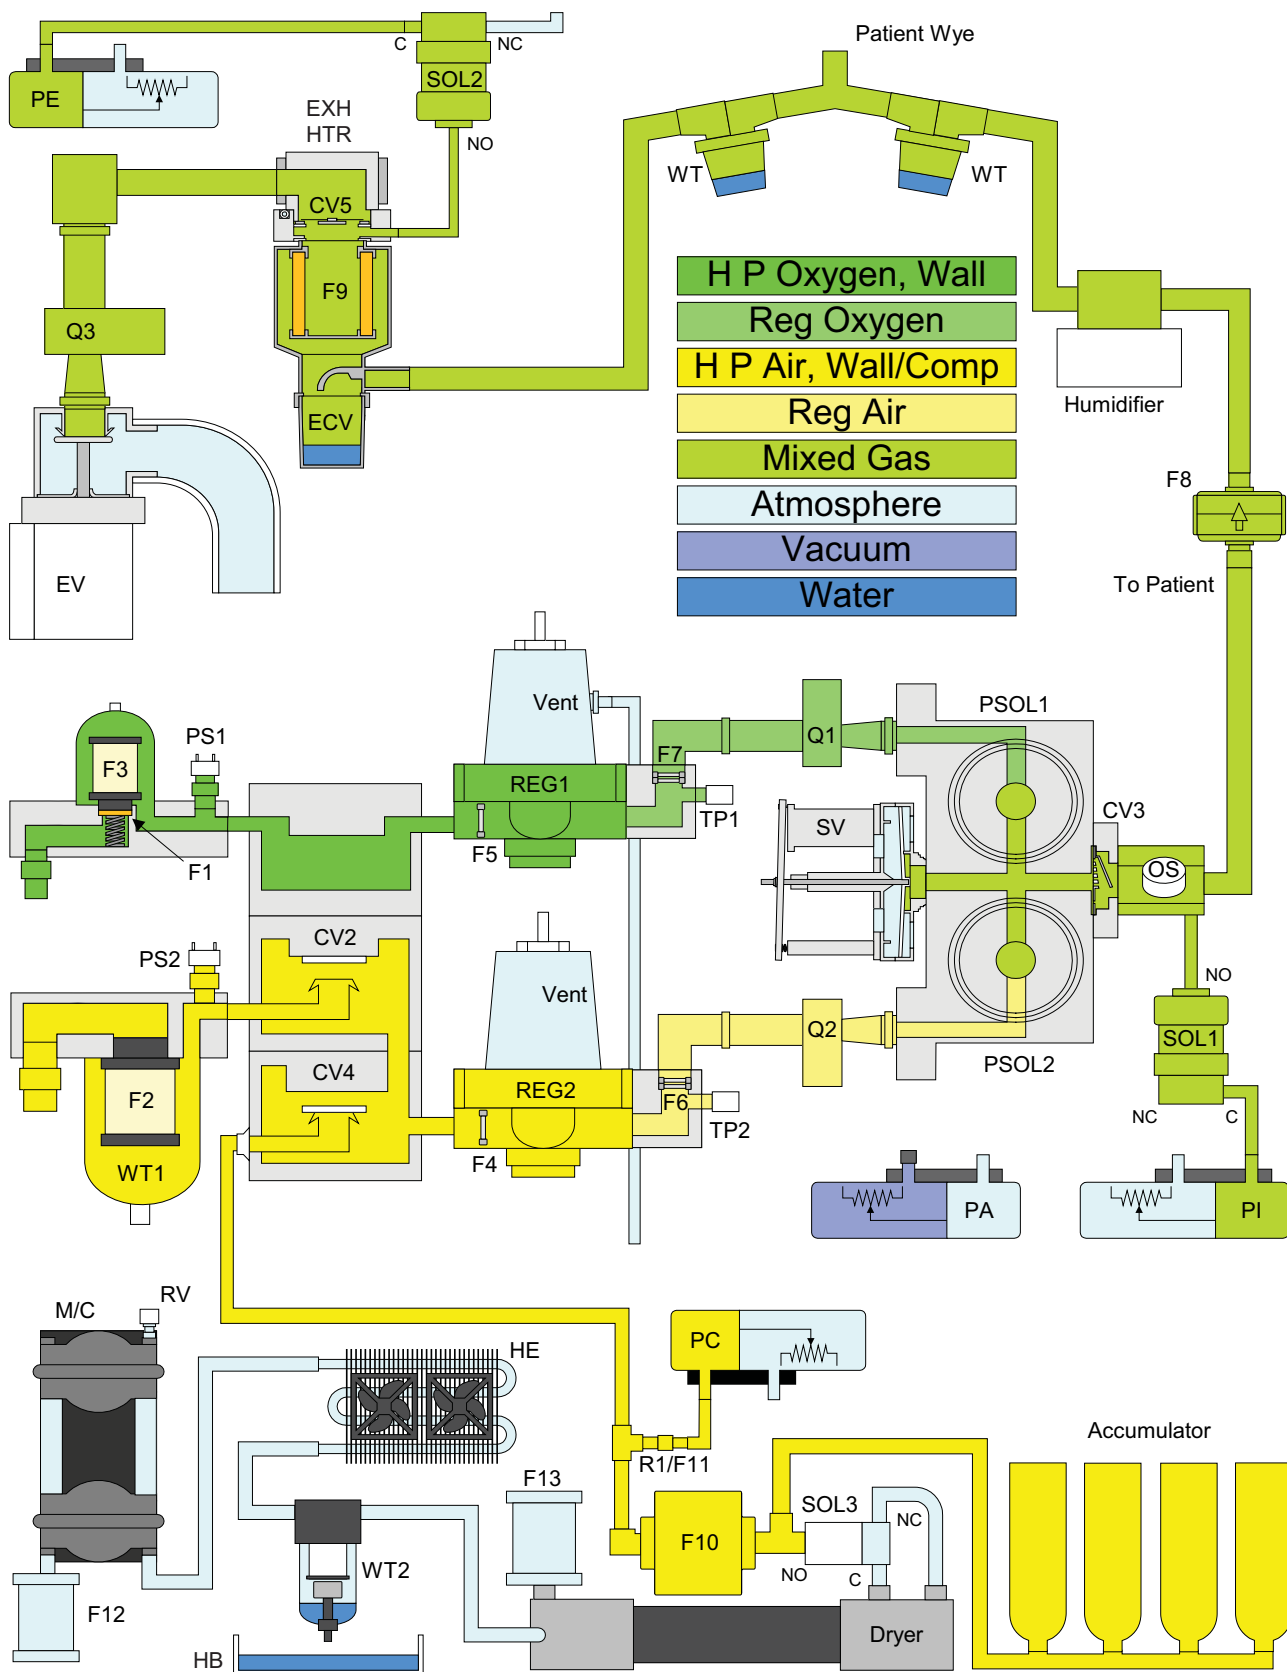 Patient Wye
C
NC
SOL2
PE
EXH
HTR
NO
WT
WT
CV5
H P Oxygen, Wall
F9
Reg Oxygen
Q3
H P Air, Wall/Comp
Reg Air
Humidifier
ECV
Mixed Gas
F8
Atmosphere
Vacuum
EV
To Patient
Water
Vent
PSOL1
PS1
Q1
F7
F3
REG1
CV3
TP1
SV
F5
F1
OS
CV2
PS2
NO
Vent
Q2
SOL1
PSOL2
CV4
REG2
F2
F6
NC
C
TP2
F4
WT1
PA
PI
RV
M/C
PC
HE
Accumulator
R1/F11
F13
SOL3
NC
F10
NO
C
WT2
F12
Dryer
HB